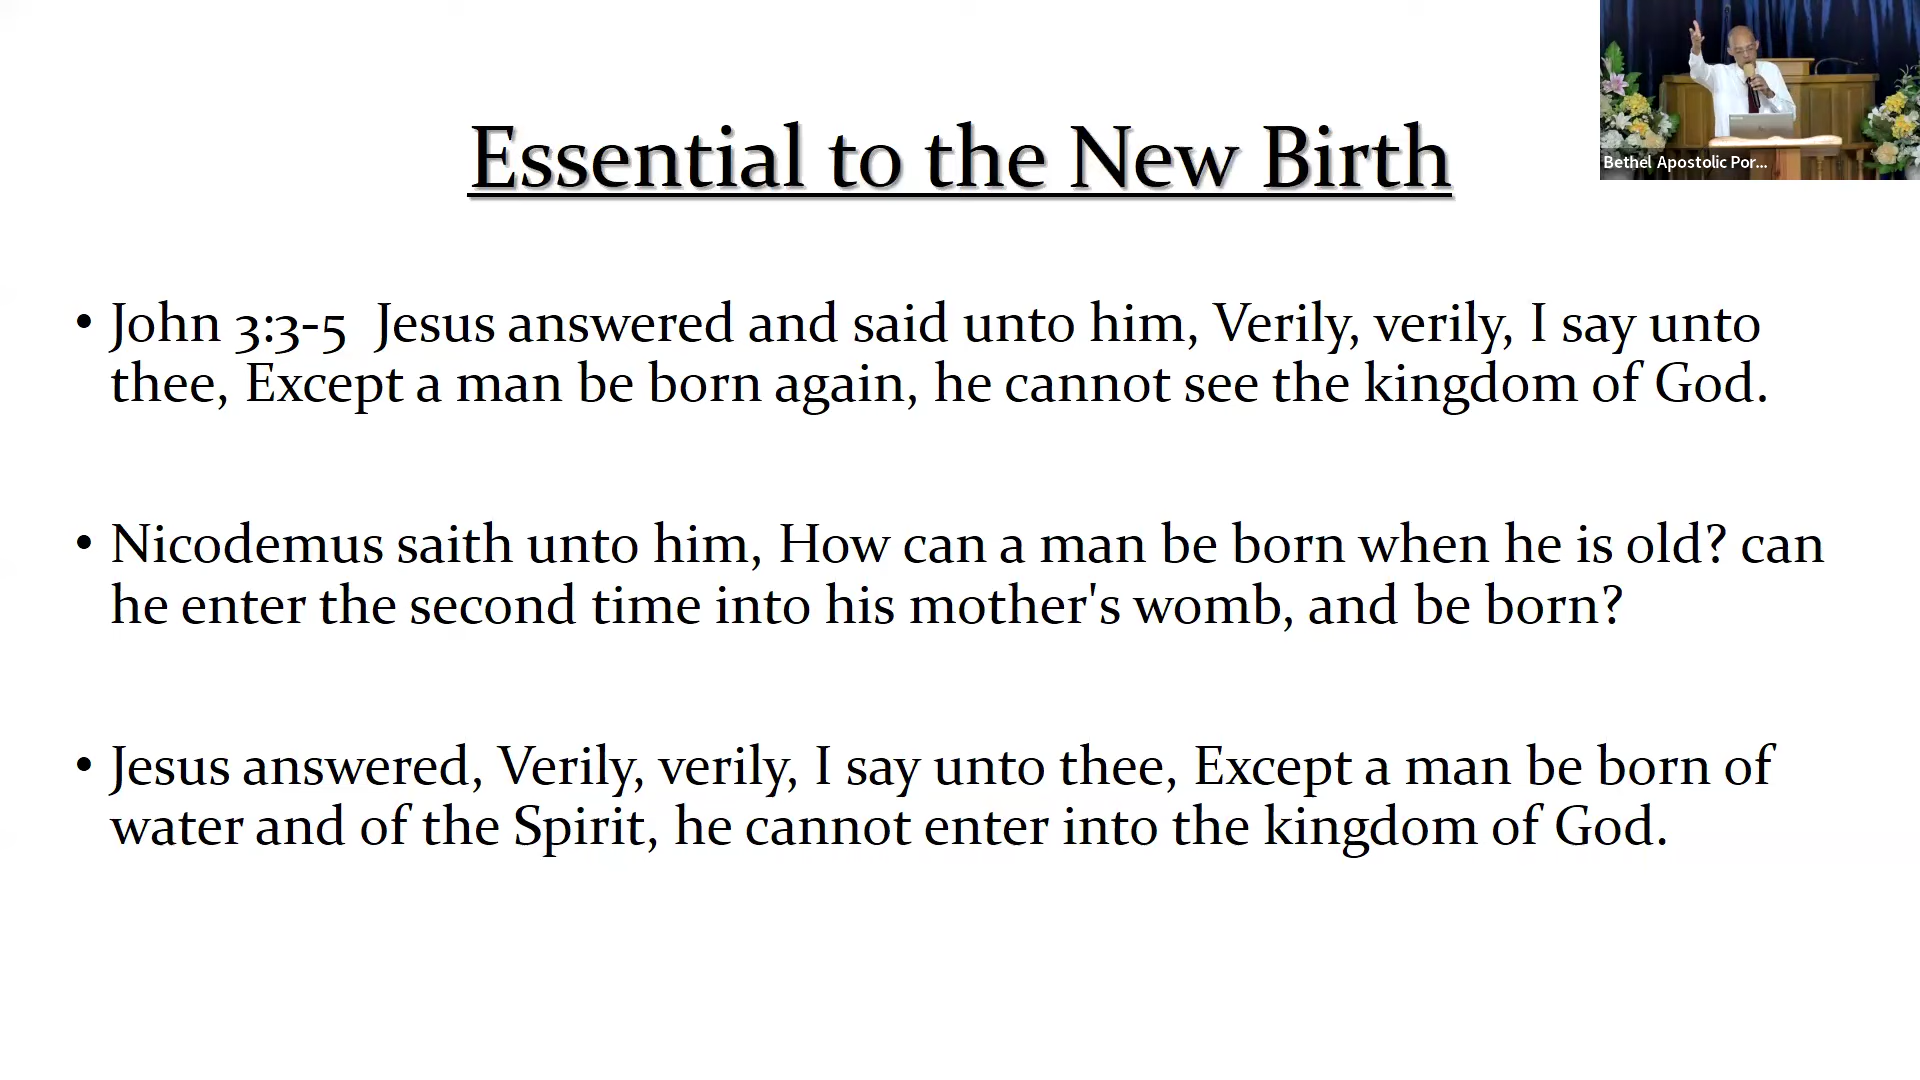 Essential to the New Birth
Bethel Apostolic Por...
• John 3:3-5  Jesus answered and said unto him, Verily, verily, I say unto
thee, Except a man be born again, he cannot see the kingdom of God.
• Nicodemus saith unto him, How can a man be born when he is old? can
he enter the second time into his mother's womb, and be born?
• Jesus answered, Verily, verily, I say unto thee, Except a man be born of
water and of the Spirit, he cannot enter into the kingdom of God.